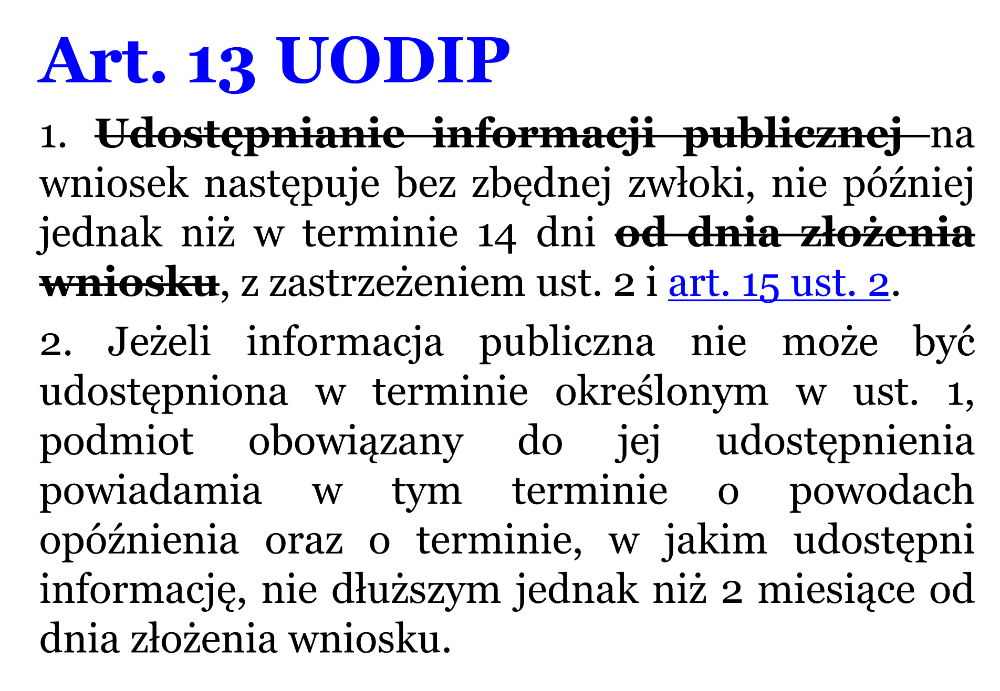 Art. 13 UODIP
1. Udostępnianie informacji publicznej na
wniosek następuje bez zbędnej zwłoki, nie później
jednak niż w terminie 14 dni od dnia złożenia
wniosku, z zastrzeżeniem ust. 2 i art. 15 ust. 2.
2. Jeżeli informacja publiczna nie może być
udostępniona w terminie określonym w ust. 1,
podmiot obowiązany do jej udostępnienia
powiadamia w tym terminie o powodach
opóźnienia oraz o terminie, w jakim udostępni
informację, nie dłuższym jednak niż 2 miesiące od
dnia złożenia wniosku.